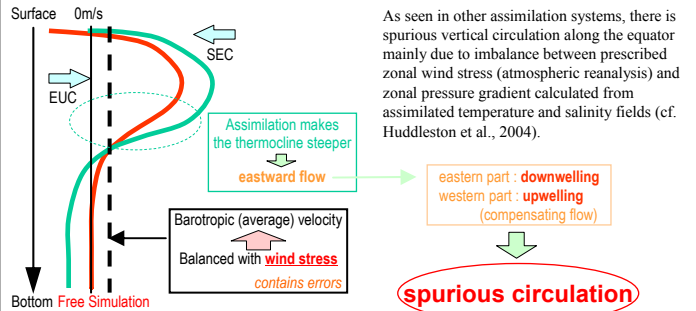 Surface
0m/s
SEC
EUC
As seen in other assimilation systems, there is
spurious vertical circulation along the equator
mainly due to imbalance between prescribed
zonal wind stress (atmospheric reanalysis) and
zonal pressure gradient calculated from
assimilated temperature and salinity fields (cf.
Huddleston et al., 2004).
Assimilation makes
the thermocline steeper
eastward flow
eastern part : downwelling
western part : upwelling
(compensating flow)
Barotropic (average) velocity
Balanced with wind stress
contains errors
spurious circulation
Bottom
Free Simulation